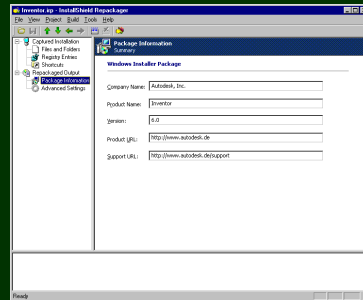 Inventor.irp - InstallShield Repackager
File View Project Build Tools Help
Captured Installation
Files and Folders
Registry Entries
Shortcuts
Repackaged Output
Package Information
Advanced Settings
Package Information
Summary
Windows Installer Package
Company Name: Autodesk, Inc.
Product Name: Inventor
Version: 6.0
Product URL: http://www.autodesk.de
Support URL: http://www.autodesk.de/support
Ready